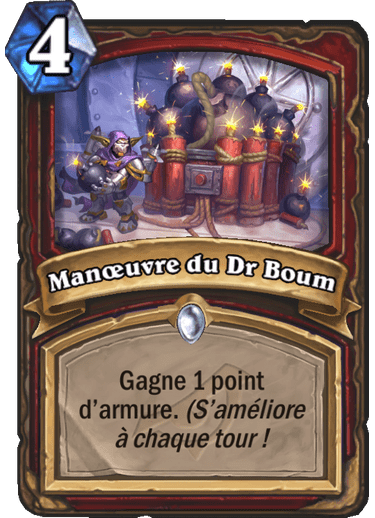 4
Manœuvre du Dr Boum
Gagne 1 point
d'armure. (S'améliore
à chaque tour !